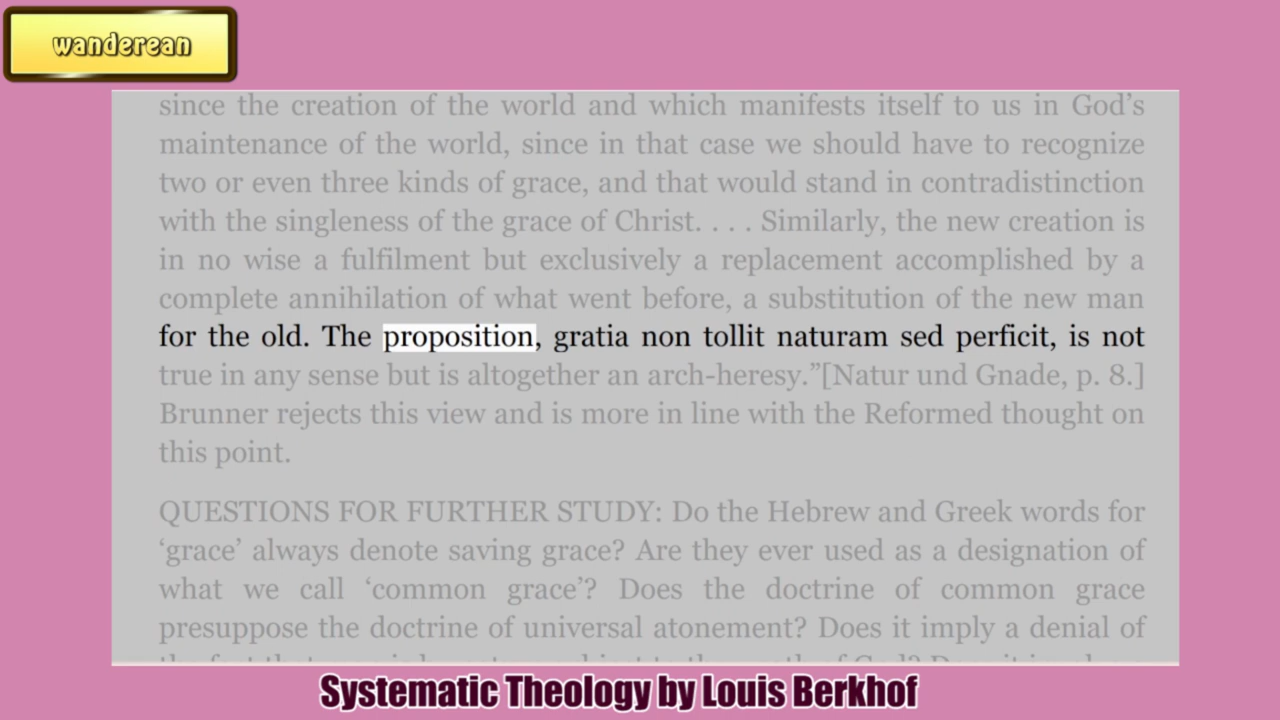 wanderean
since the creation of the world and which manifests itself to us in God’s
maintenance of the world, since in that case we should have to recognize
two or even three kinds of grace, and that would stand in contradistinction
with the singleness of the grace of Christ. . . . Similarly, the new creation is
in no wise a fulfilment but exclusively a replacement accomplished by a
complete annihilation of what went before, a substitution of the new man
for the old. The proposition, gratia non tollit naturam sed perficit, is not
true in any sense but is altogether an arch-heresy.”[Natur und Gnade, p. 8.]
Brunner rejects this view and is more in line with the Reformed thought on
this point.
QUESTIONS FOR FURTHER STUDY: Do the Hebrew and Greek words for
‘grace’ always denote saving grace? Are they ever used as a designation of
what we call ‘common grace’? Does the doctrine of common grace
presuppose the doctrine of universal atonement? Does it imply a denial of
Systematic Theology by Louis Berkhof